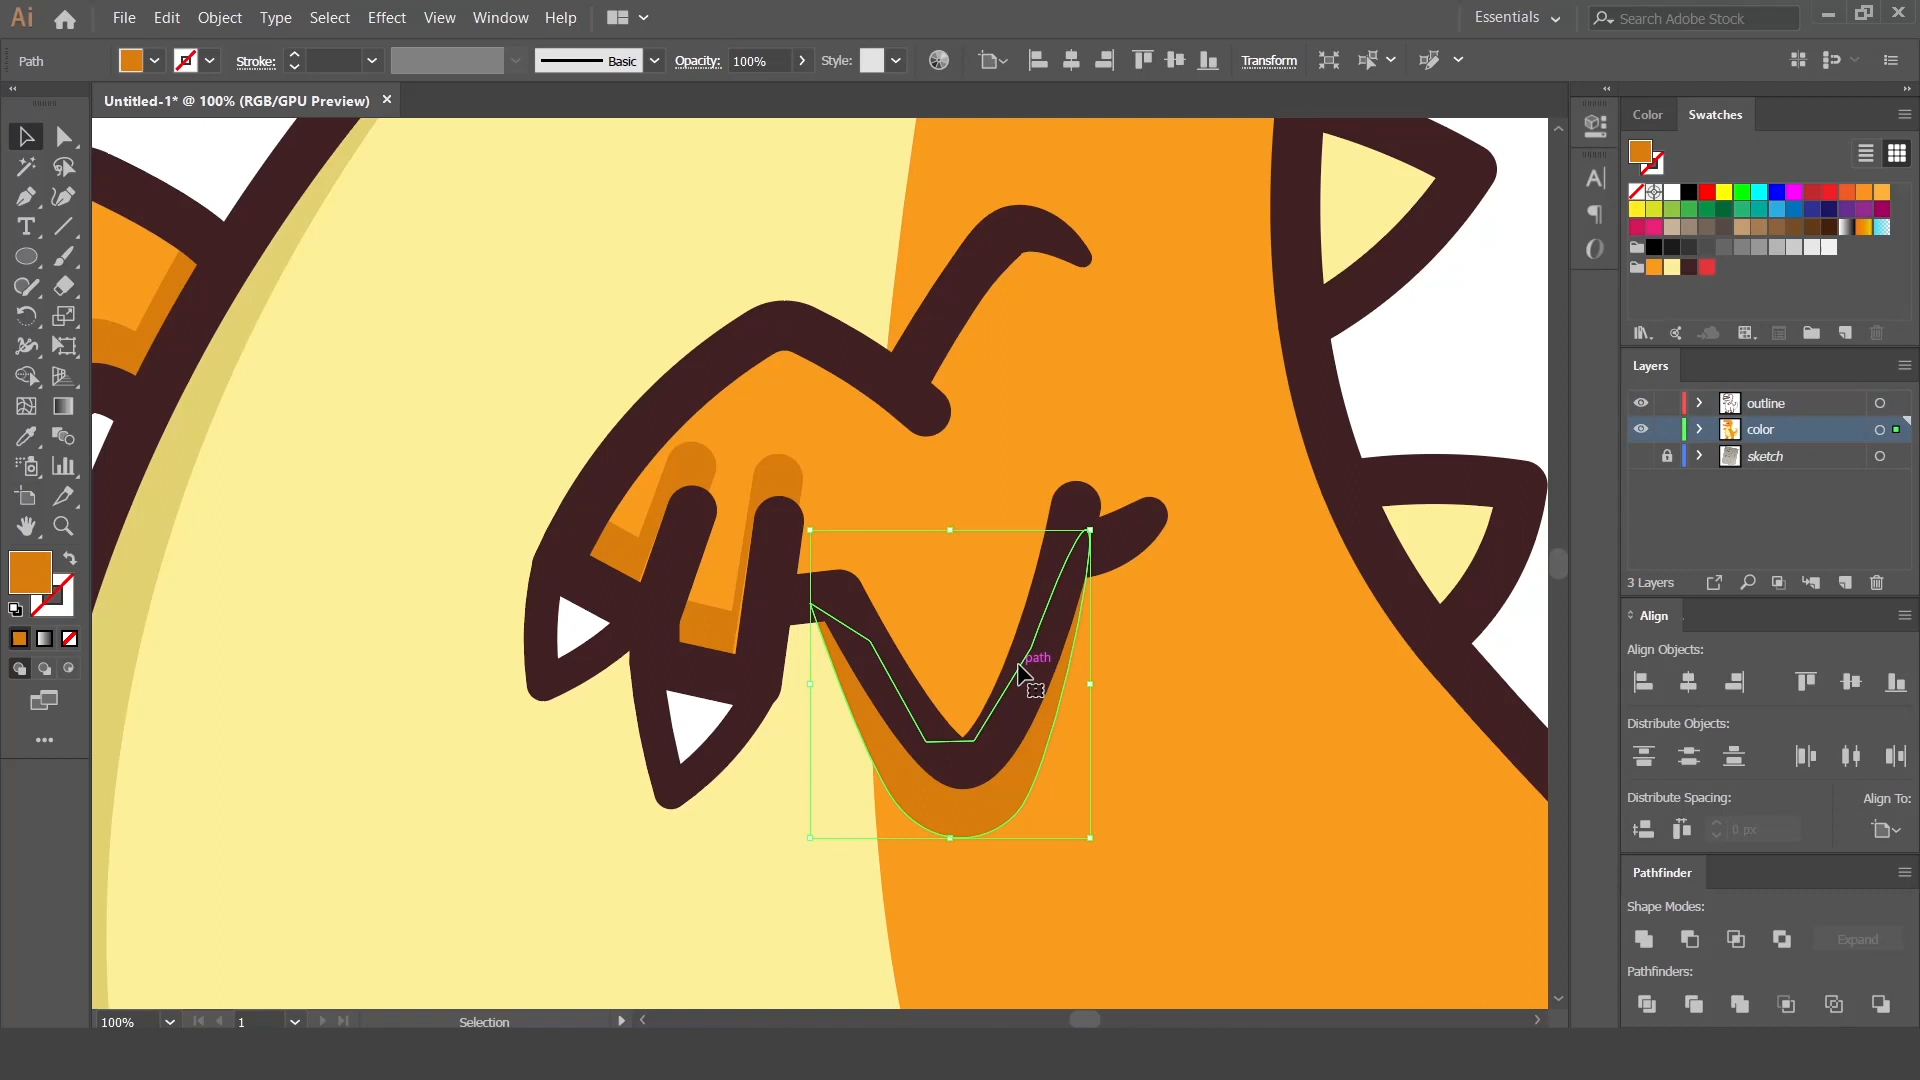 Ai File Edit Object Type Select Effect View Window Help Essentials Search Adobe Stock
Path Stroke: Basic Opacity: 100% Style: Transform
Untitled-1* @ 100% (RGB/GPU Preview)
Color Swatches
Layers
outline
color
sketch
3 Layers
Align
Align Objects:
path
Distribute Objects:
Distribute Spacing: Align To:
0 px
Pathfinder
Shape Modes:
Expand
Pathfinders:
100% 1 Selection